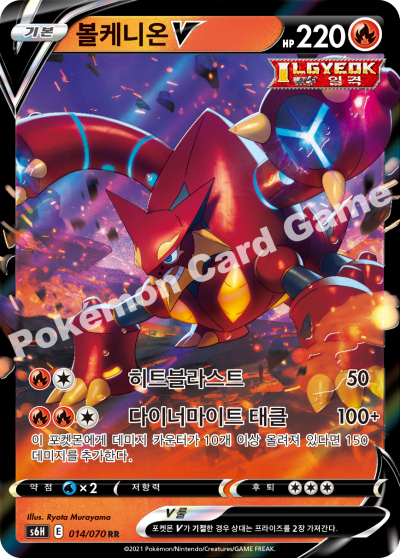 기본 볼케니온 V HP 220
ILGYEOK
일격
Pokémon Card Game
히트블라스트 50
다이너마이트 태클 100+
이 포켓몬에게 데미지 카운터가 10개 이상 올려져 있다면 150
데미지를 추가한다.
약점 ×2 저항력 후퇴
Illus. Ryota Murayama
V룰
포켓몬 V가 기절한 경우 상대는 프라이즈를 2장 가져간다.
s6H E 014/070 RR
©2021 Pokémon/Nintendo/Creatures/GAME FREAK.